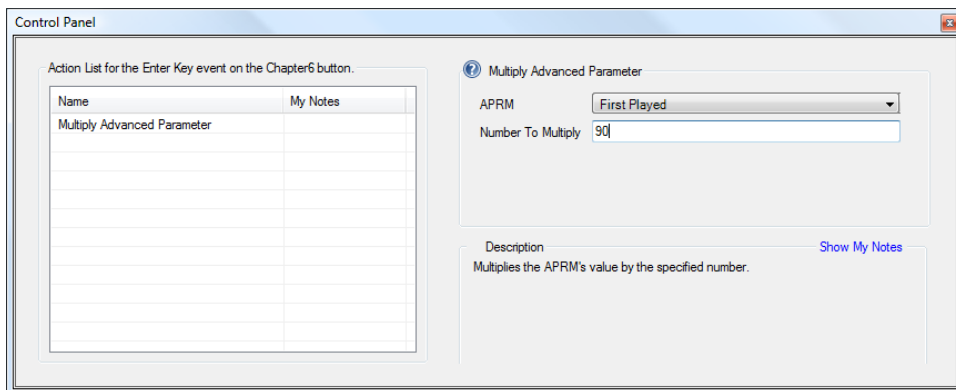 Control Panel
Action List for the Enter Key event on the Chapter6 button.
Name My Notes
Multiply Advanced Parameter
Multiply Advanced Parameter
APRM First Played
Number To Multiply 90
Description Show My Notes
Multiplies the APRM's value by the specified number.